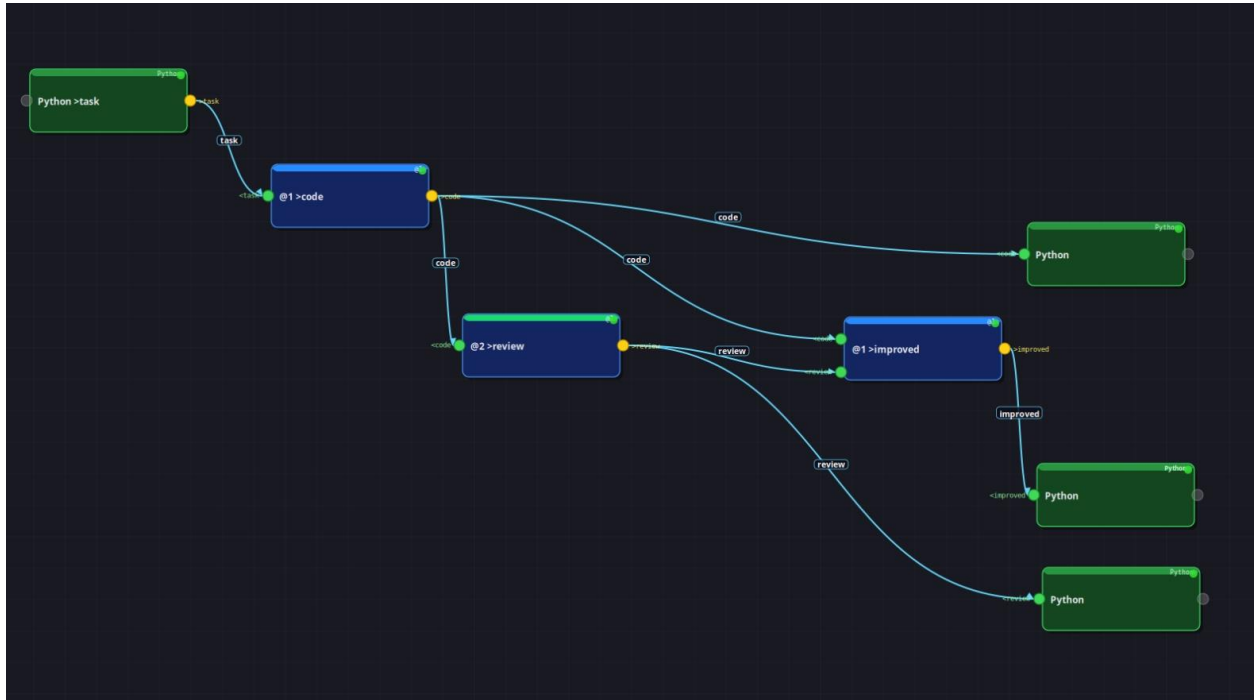 Python
Python >task
>task
task
@1
<task
@1 >code
>code
code
Python
Python
code
code
<code
@2 >review
>review
review
<code
@1 >improved
>improved
<review
improved
review
Python
<improved
Python
Python
<review
Python